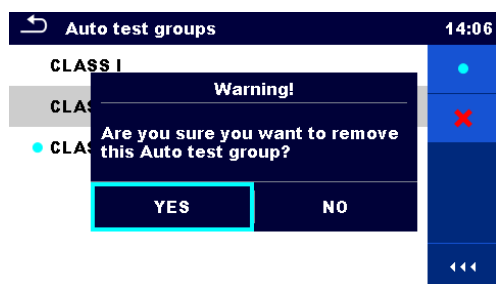 Auto test groups 14:06
CLASS I
CLAS
CLAS
Warning!
Are you sure you want to remove
this Auto test group?
YES NO